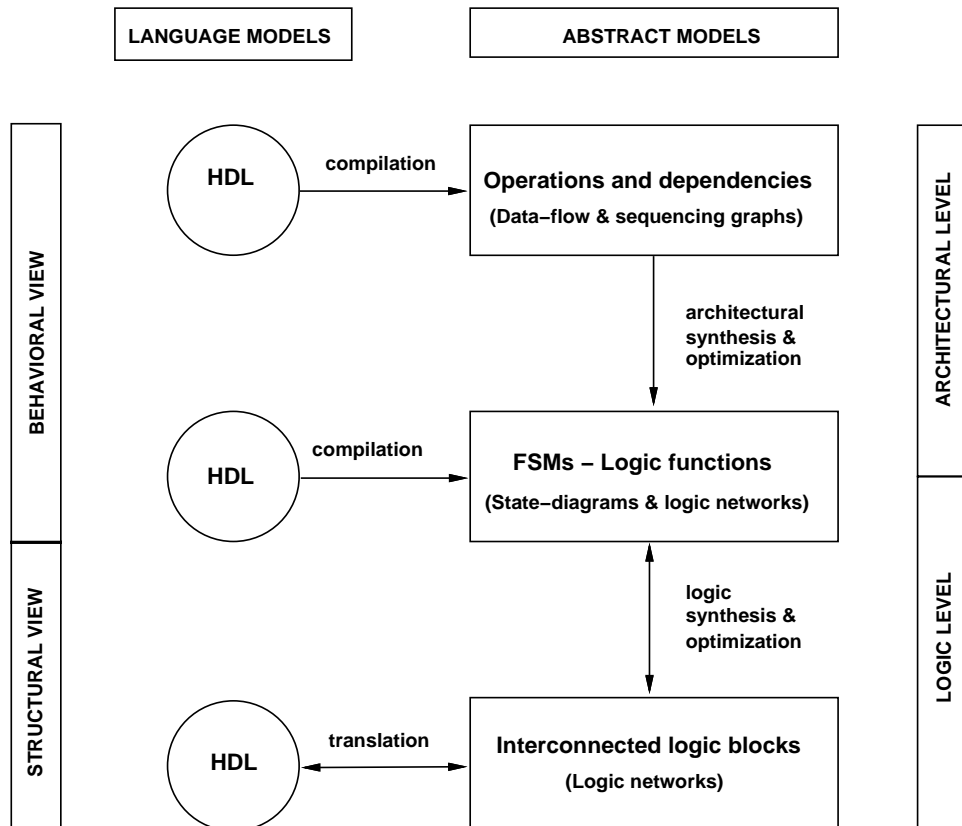 LANGUAGE MODELS
ABSTRACT MODELS
BEHAVIORAL VIEW
STRUCTURAL VIEW
HDL
compilation
Operations and dependencies
(Data−flow & sequencing graphs)
architectural
synthesis &
optimization
HDL
compilation
FSMs − Logic functions
(State−diagrams & logic networks)
logic
synthesis &
optimization
HDL
translation
Interconnected logic blocks
(Logic networks)
ARCHITECTURAL LEVEL
LOGIC LEVEL